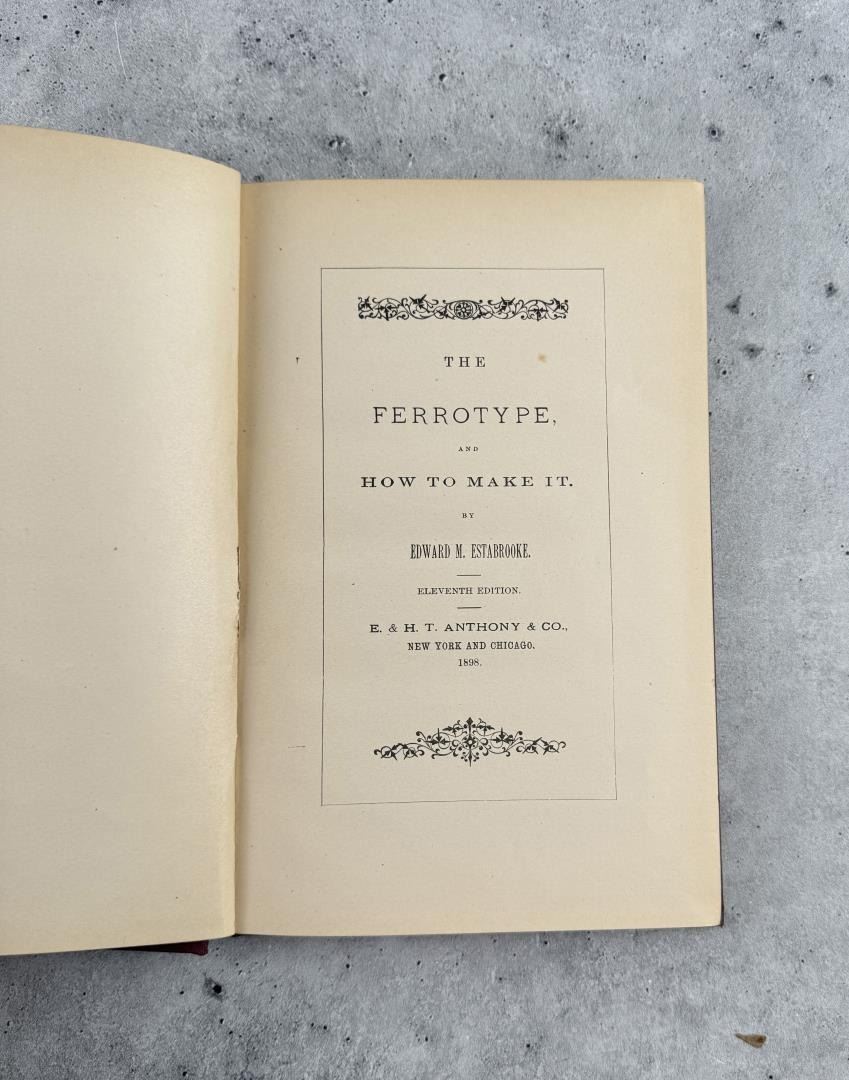 THE
FERROTYPE,
AND
HOW TO MAKE IT.
BY
EDWARD M. ESTABROOKE.
ELEVENTH EDITION.
E. & H. T. ANTHONY & CO.,
NEW YORK AND CHICAGO.
1898.